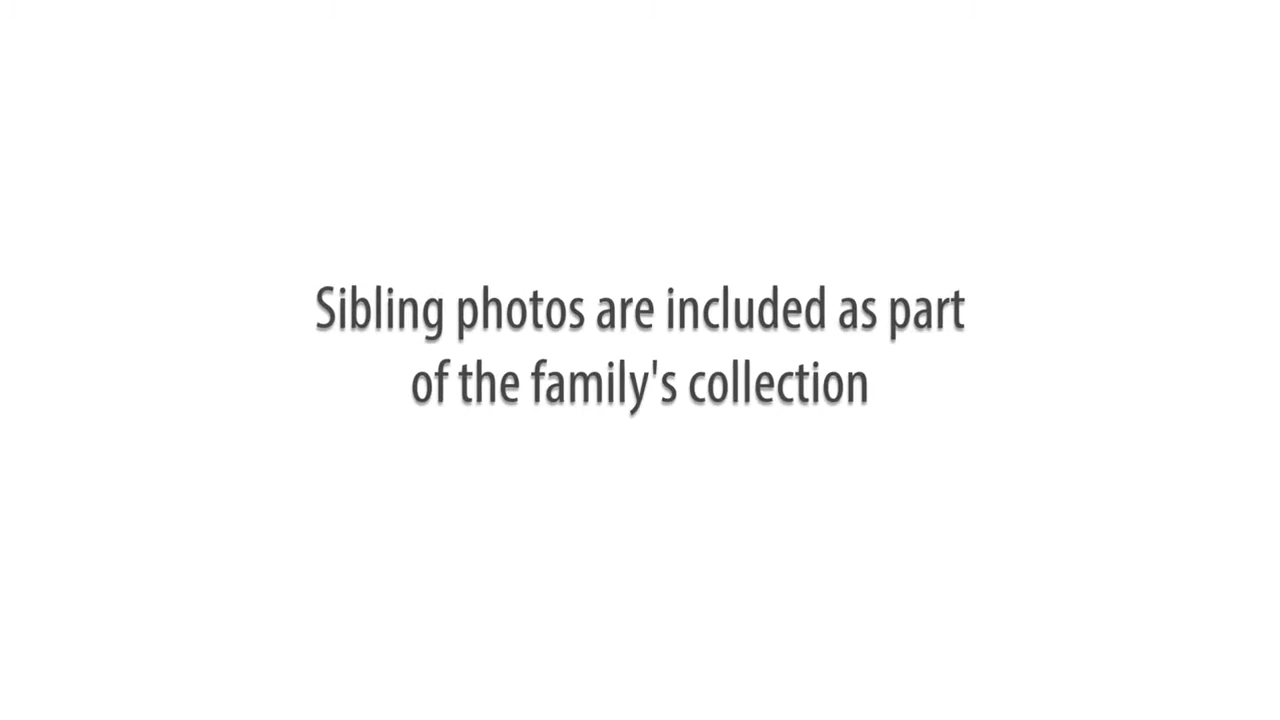 Sibling photos are included as part
of the family's collection